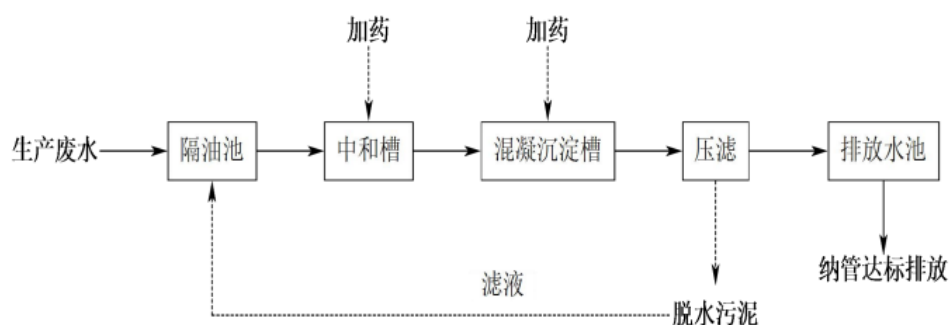 加药
加药
生产废水
隔油池
中和槽
混凝沉淀槽
压滤
排放水池
滤液
脱水污泥
纳管达标排放